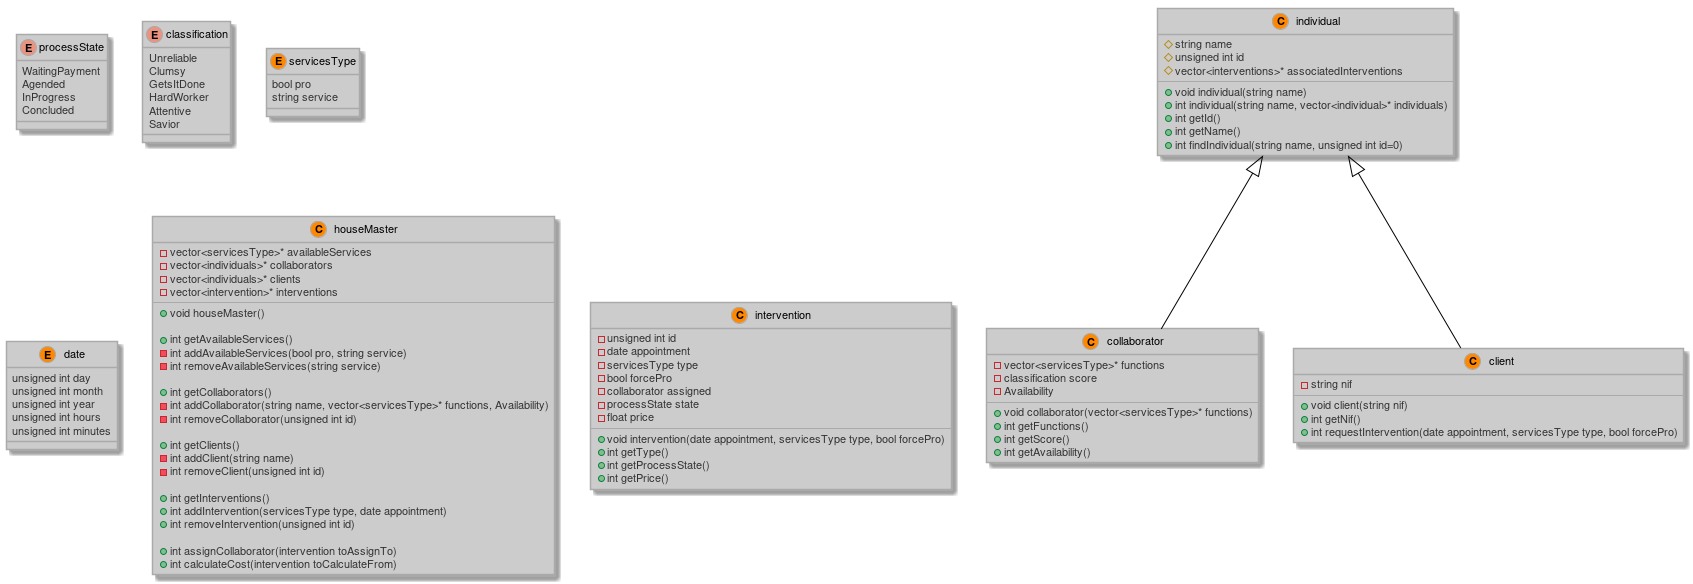 E processState
WaitingPayment
Agended
InProgress
Concluded
E classification
Unreliable
Clumsy
GetsItDone
HardWorker
Attentive
Savior
E servicesType
bool pro
string service
C individual
string name
unsigned int id
vector<interventions>* associatedInterventions
void individual(string name)
int individual(string name, vector<individual>* individuals)
int getId()
int getName()
int findIndividual(string name, unsigned int id=0)
E date
unsigned int day
unsigned int month
unsigned int year
unsigned int hours
unsigned int minutes
C houseMaster
vector<servicesType>* availableServices
vector<individuals>* collaborators
vector<individuals>* clients
vector<intervention>* interventions
void houseMaster()
int getAvailableServices()
int addAvailableServices(bool pro, string service)
int removeAvailableServices(string service)
int getCollaborators()
int addCollaborator(string name, vector<servicesType>* functions, Availability)
int removeCollaborator(unsigned int id)
int getClients()
int addClient(string name)
int removeClient(unsigned int id)
int getInterventions()
int addIntervention(servicesType type, date appointment)
int removeIntervention(unsigned int id)
int assignCollaborator(intervention toAssignTo)
int calculateCost(intervention toCalculateFrom)
C intervention
unsigned int id
date appointment
servicesType type
bool forcePro
collaborator assigned
processState state
float price
void intervention(date appointment, servicesType type, bool forcePro)
int getType()
int getProcessState()
int getPrice()
C collaborator
vector<servicesType>* functions
classification score
Availability
void collaborator(vector<servicesType>* functions)
int getFunctions()
int getScore()
int getAvailability()
C client
string nif
void client(string nif)
int getNif()
int requestIntervention(date appointment, servicesType type, bool forcePro)